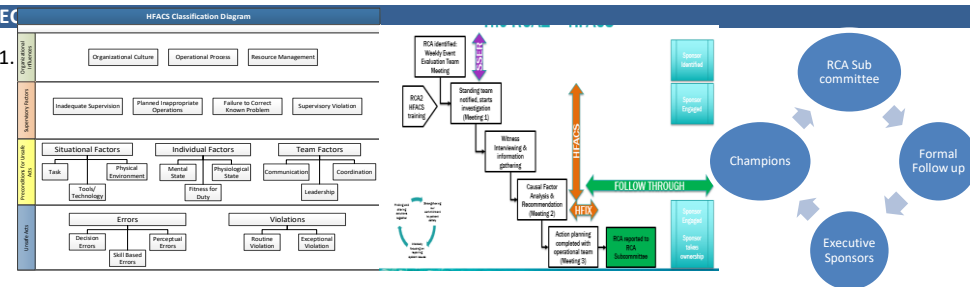 HFACS Classification Diagram
1.
Organizational
Influences
Organizational Culture
Operational Process
Resource Management
Supervisory Factors
Inadequate Supervision
Planned Inappropriate
Operations
Failure to Correct
Known Problem
Supervisory Violation
Preconditions for Unsafe
Acts
Situational Factors
Individual Factors
Team Factors
Task
Physical
Environment
Tools/
Technology
Mental
State
Physiological
State
Fitness for
Duty
Communication
Coordination
Leadership
Unsafe Acts
Errors
Violations
Decision
Errors
Perceptual
Errors
Skill Based
Errors
Routine
Violation
Exceptional
Violation
RCA identified:
Weekly Event
Evaluation Team
Meeting
SSER
RCA2
HFACS
training
Standing team
notified, starts
investigation
(Meeting 1)
Witness
Interviewing &
information
gathering
HFACS
Causal Factor
Analysis &
Recommendation
(Meeting 2)
HFIX
FOLLOW THROUGH
Action planning
completed with
operational team
(Meeting 3)
RCA reported to
RCA
Subcommittee
Sponsor
Identified
Sponsor
Engaged
Sponsor
Engaged
Sponsor
takes
ownership
RCA Sub
committee
Formal
Follow up
Executive
Sponsors
Champions